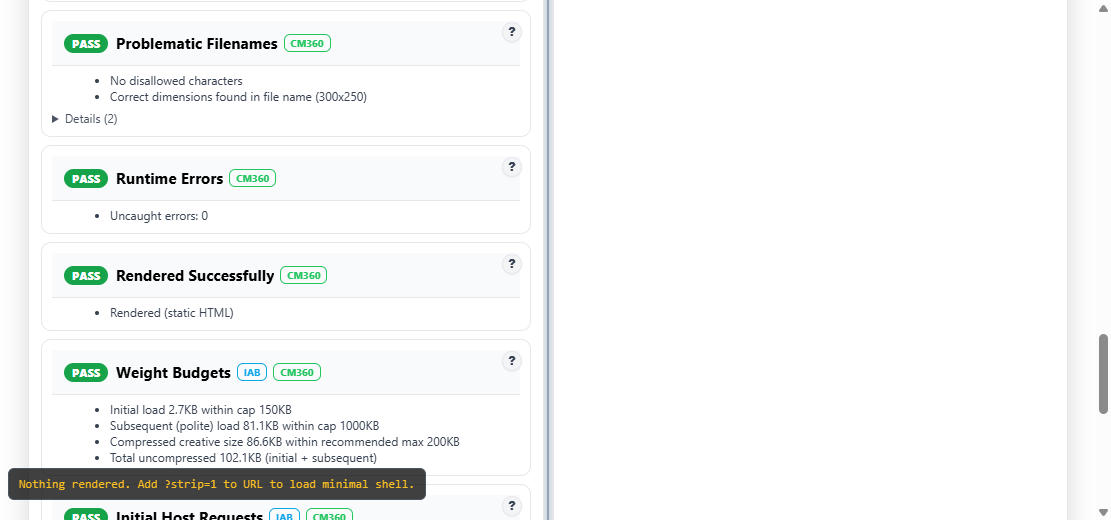 PASS Problematic Filenames CM360 ?
No disallowed characters
Correct dimensions found in file name (300x250)
Details (2)
PASS Runtime Errors CM360 ?
Uncaught errors: 0
PASS Rendered Successfully CM360 ?
Rendered (static HTML)
PASS Weight Budgets IAB CM360 ?
Initial load 2.7KB within cap 150KB
Subsequent (polite) load 81.1KB within cap 1000KB
Compressed creative size 86.6KB within recommended max 200KB
Total uncompressed 102.1KB (initial + subsequent)
Nothing rendered. Add ?strip=1 to URL to load minimal shell.
PASS Initial Host Requests IAB CM360 ?